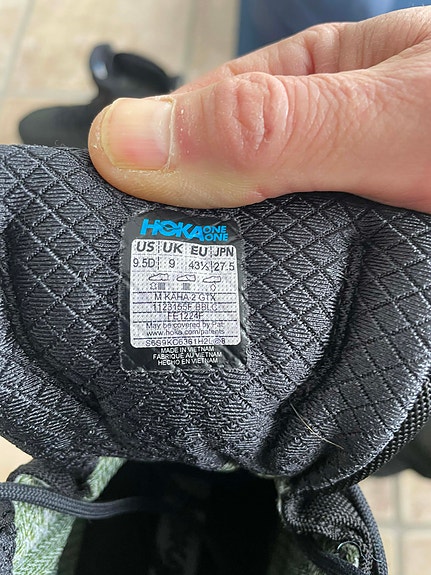 HOKA ONE ONE
US UK EU JPN
9.5D 9 43⅓ 27.5
M KAHA 2 GTX
1123155F BBLC
FE1224F
May be covered by Pat.
www.hoka.com/patents
MADE IN VIETNAM
FABRIQUÉ AU VIETNAM
HECHO EN VIETNAM